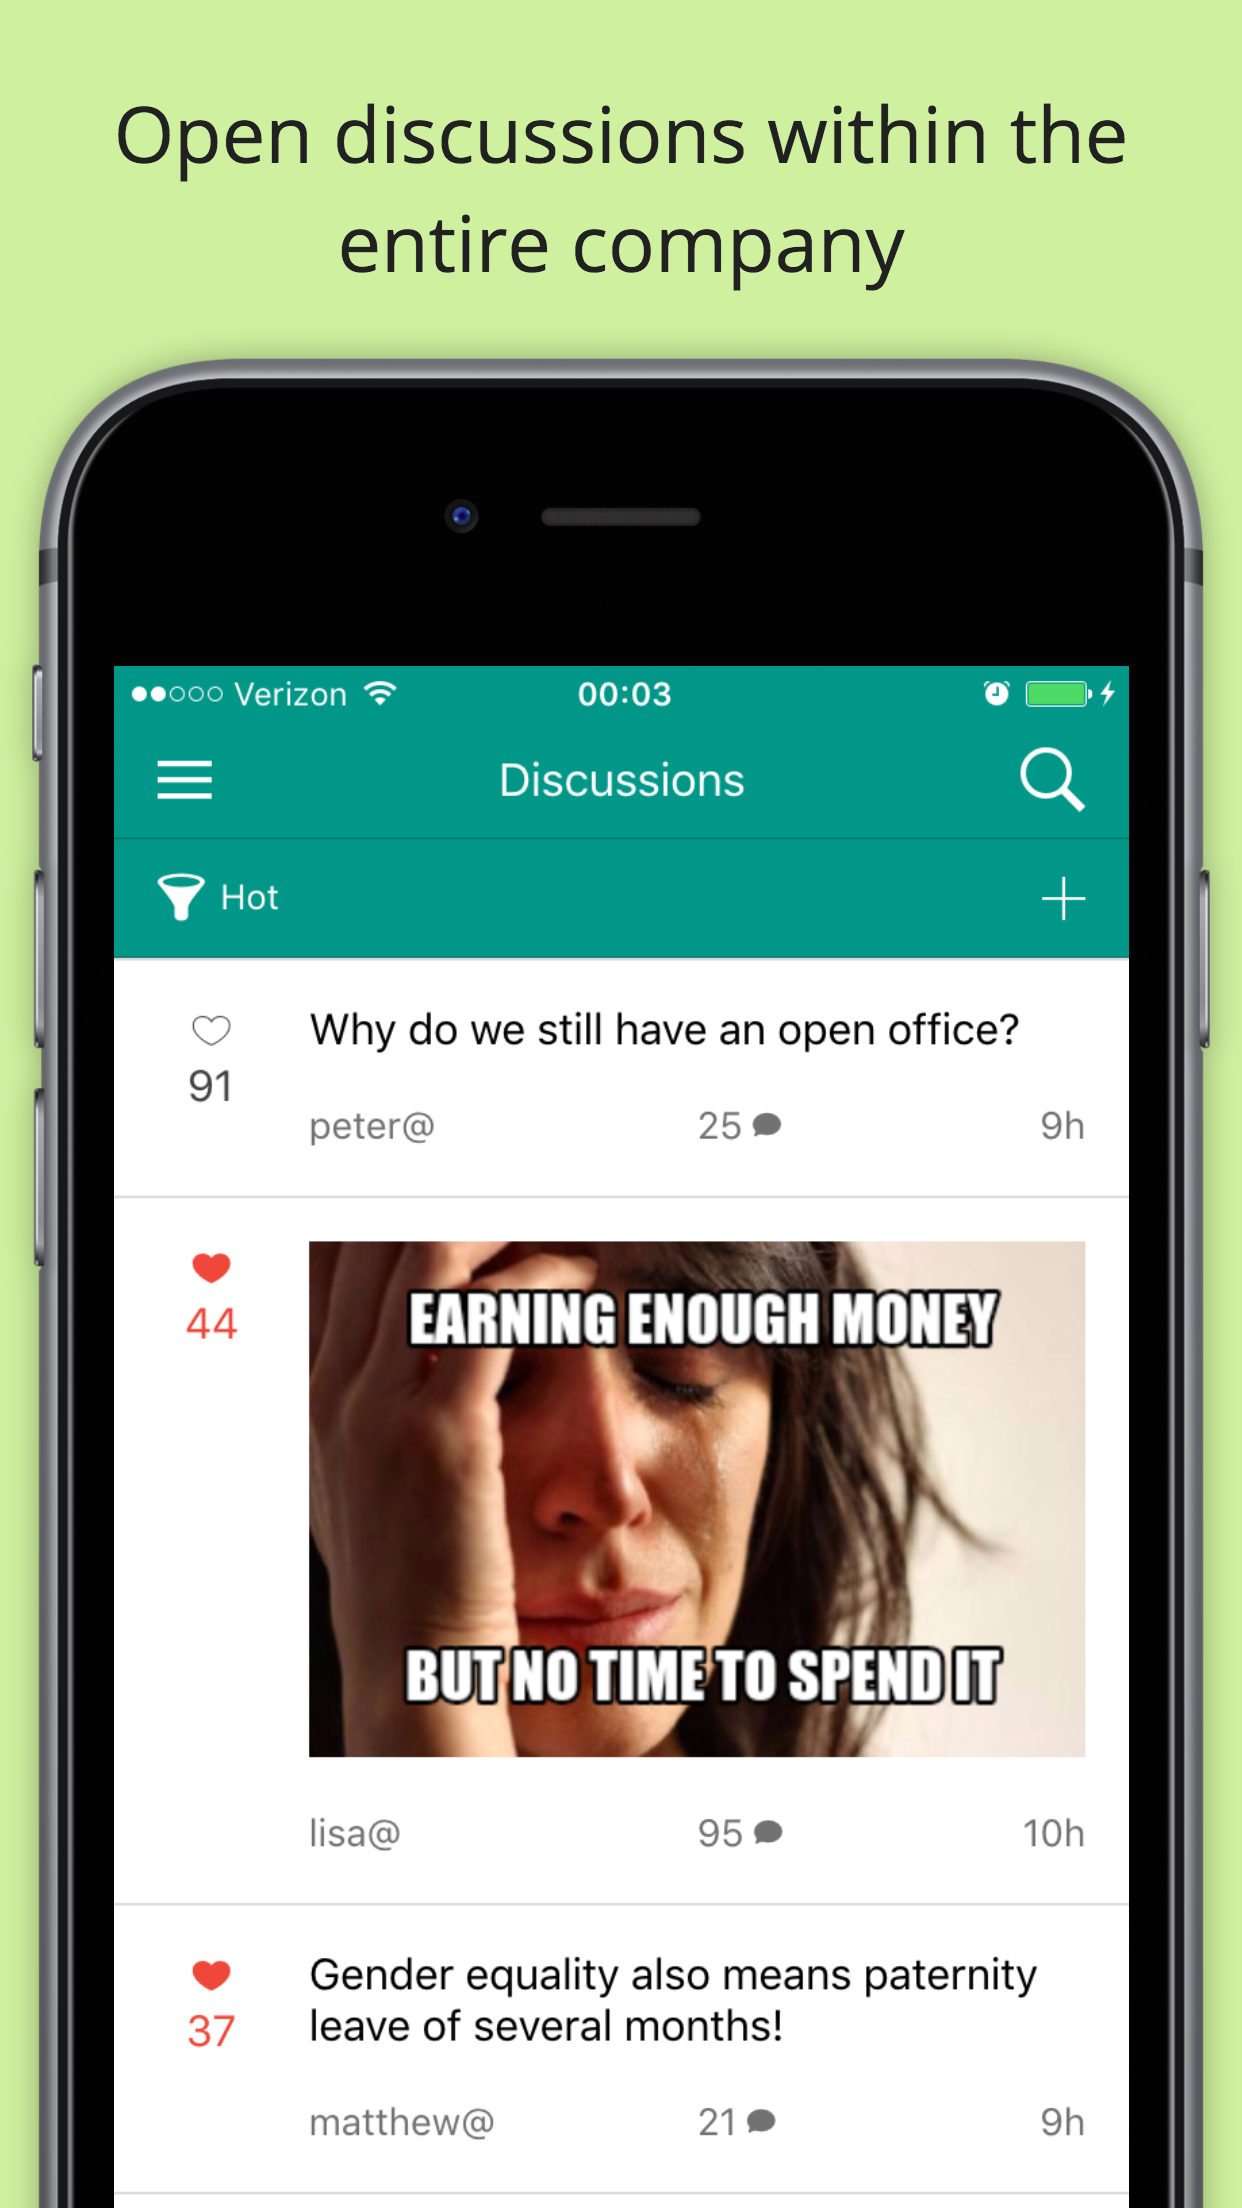 Open discussions within the
entire company
Verizon
00:03
Discussions
Hot
Why do we still have an open office?
91
peter@
25
9h
44
EARNING ENOUGH MONEY
BUT NO TIME TO SPEND IT
lisa@
95
10h
Gender equality also means paternity
leave of several months!
37
matthew@
21
9h